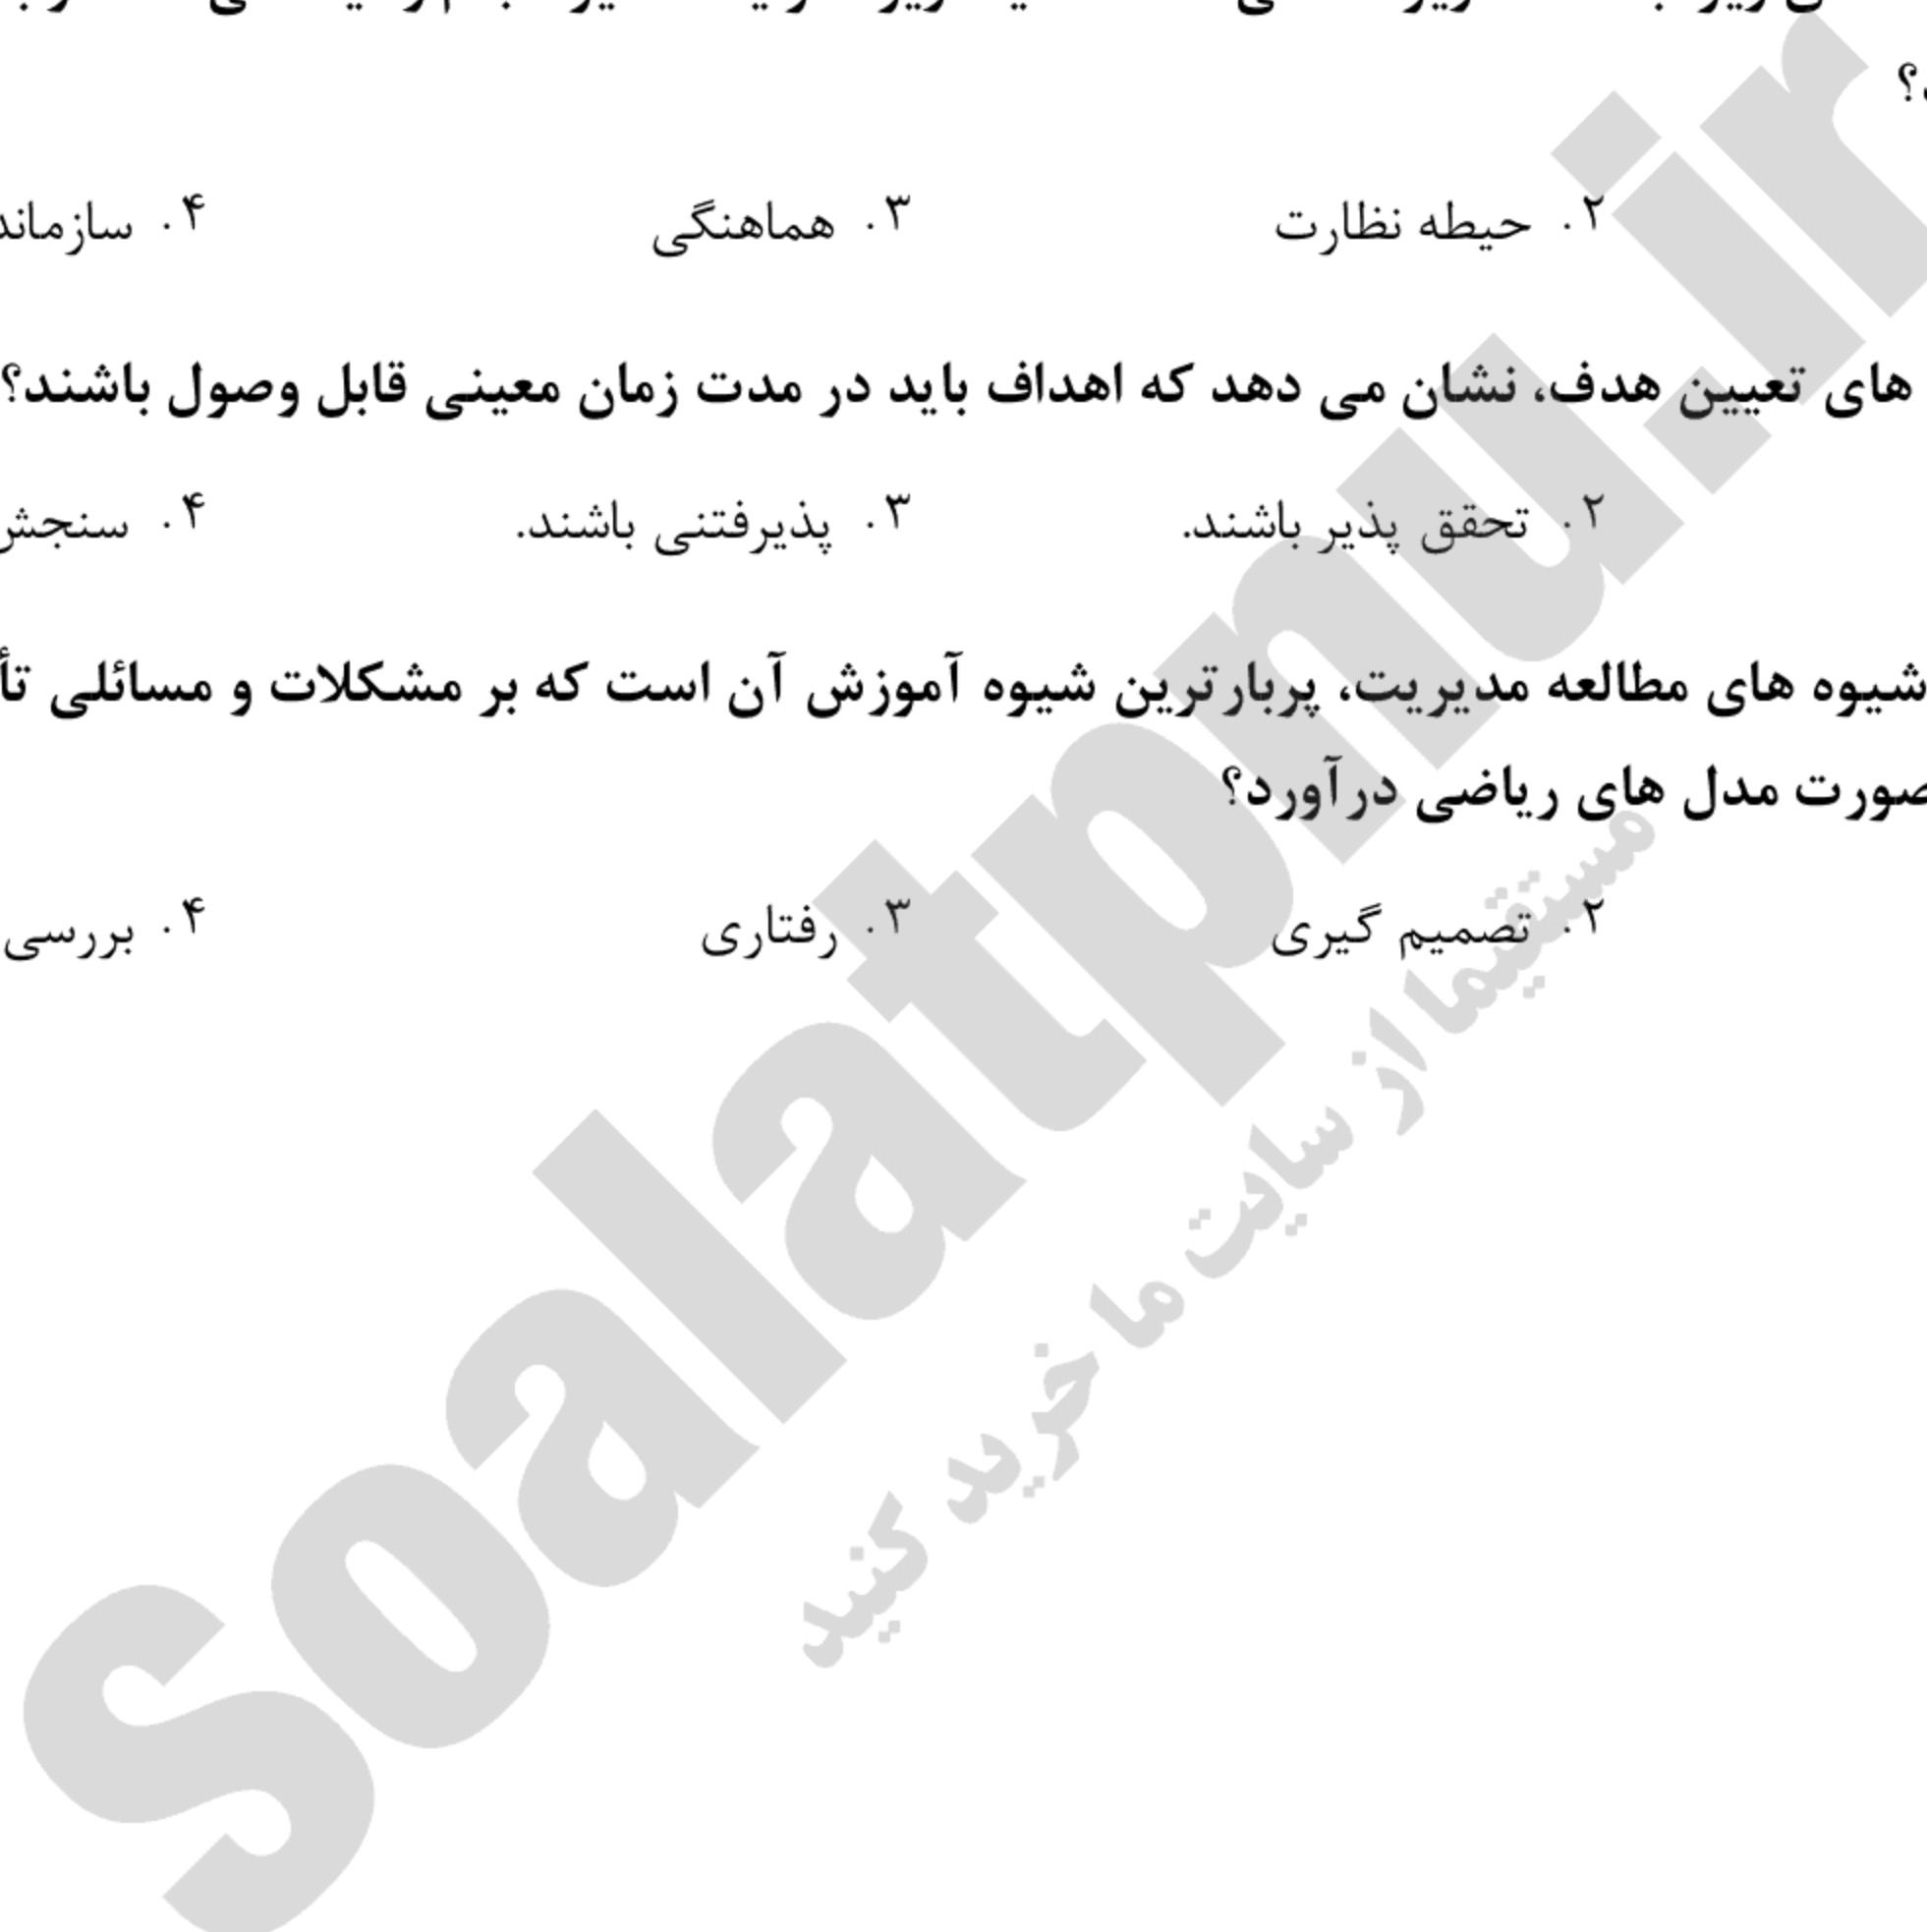 ؟
۲. حیطه نظارت ۳. هماهنگی ۴.
های تعیین هدف، نشان می دهد که اهداف باید در مدت زمان معینی قابل وصول باشند؟
۲. تحقق پذیر باشند. ۳. پذیرفتنی باشند. ۴. سنجش
شیوه های مطالعه مدیریت، پربارترین شیوه آموزش آن است که بر مشکلات و مسائلی
صورت مدل های ریاضی درآورد؟
۲. تصمیم گیری ۳. رفتاری ۴. بررسی
Soalatpnu.ir
مستقیما از سایت ما خرید کنید